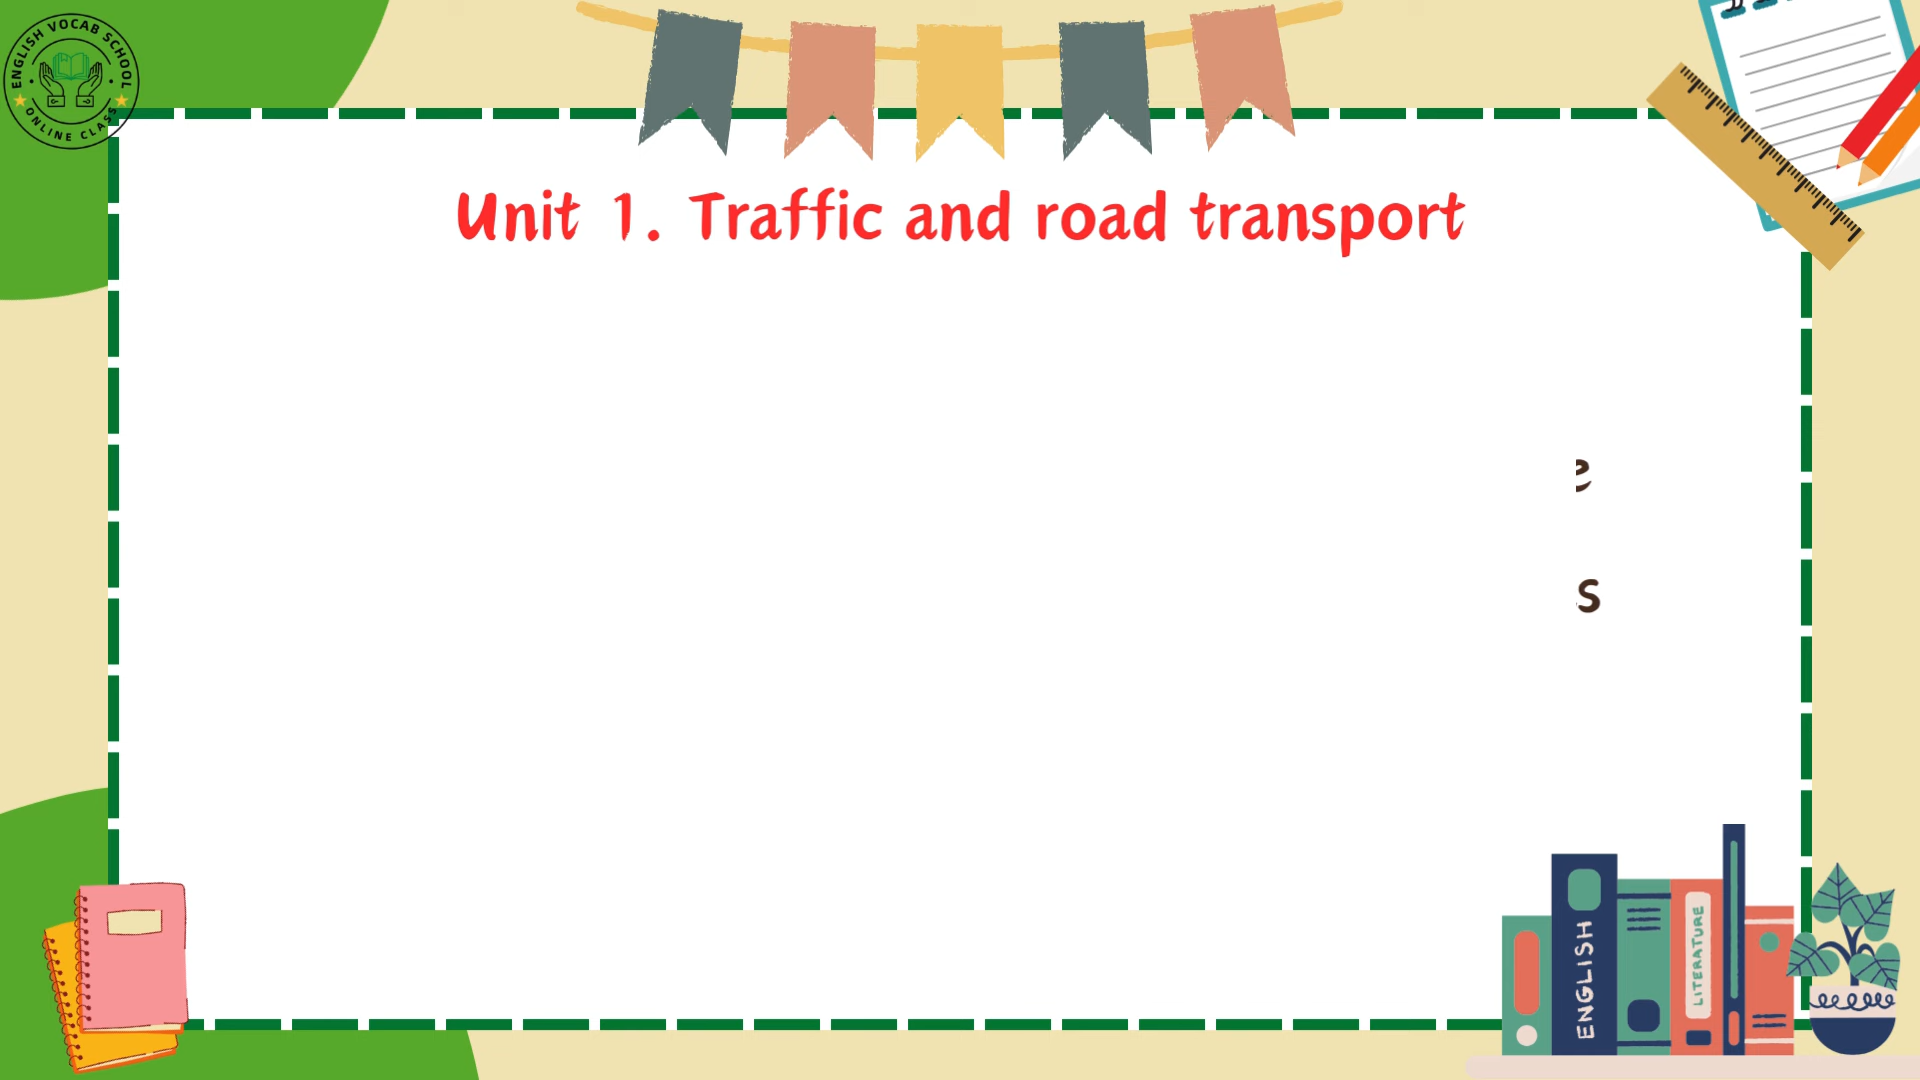 ENGLISH VOCAB SCHOOL
ONLINE CLASS
Unit 1. Traffic and road transport
e
s
ENGLISH
LITERATURE